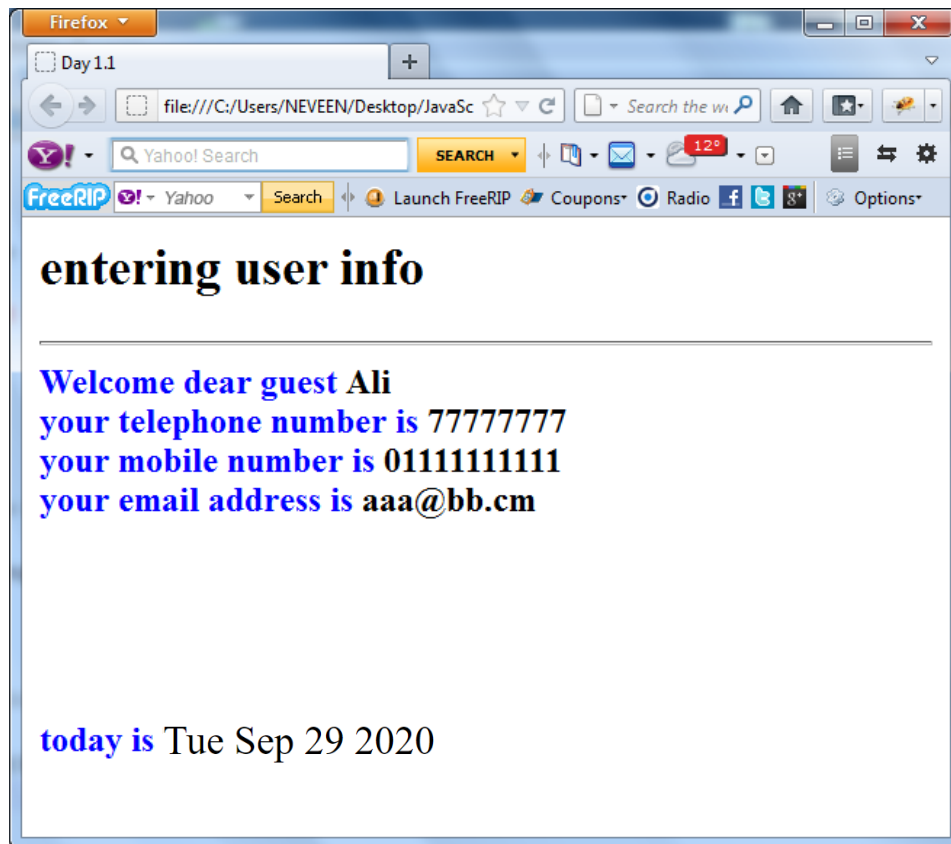 Firefox
Day 1.1
file:///C:/Users/NEVEEN/Desktop/JavaSc
Search the w
Y! Yahoo! Search SEARCH 12°
FreeRIP Y! Yahoo Search Launch FreeRIP Coupons Radio Options
entering user info
Welcome dear guest Ali
your telephone number is 77777777
your mobile number is 01111111111
your email address is aaa@bb.cm
today is Tue Sep 29 2020